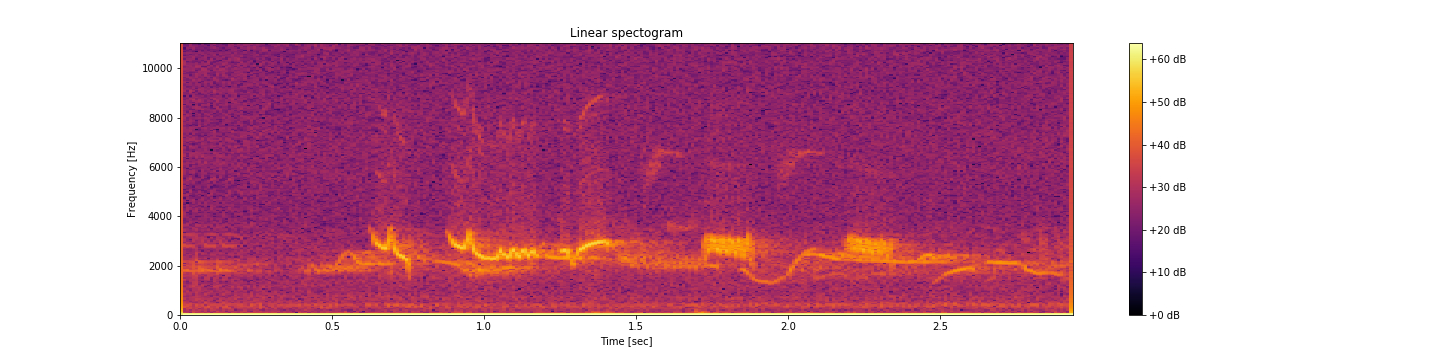 Linear spectogram
Frequency [Hz]
10000
8000
6000
4000
2000
0
0.0
0.5
1.0
1.5
2.0
2.5
Time [sec]
+60 dB
+50 dB
+40 dB
+30 dB
+20 dB
+10 dB
+0 dB